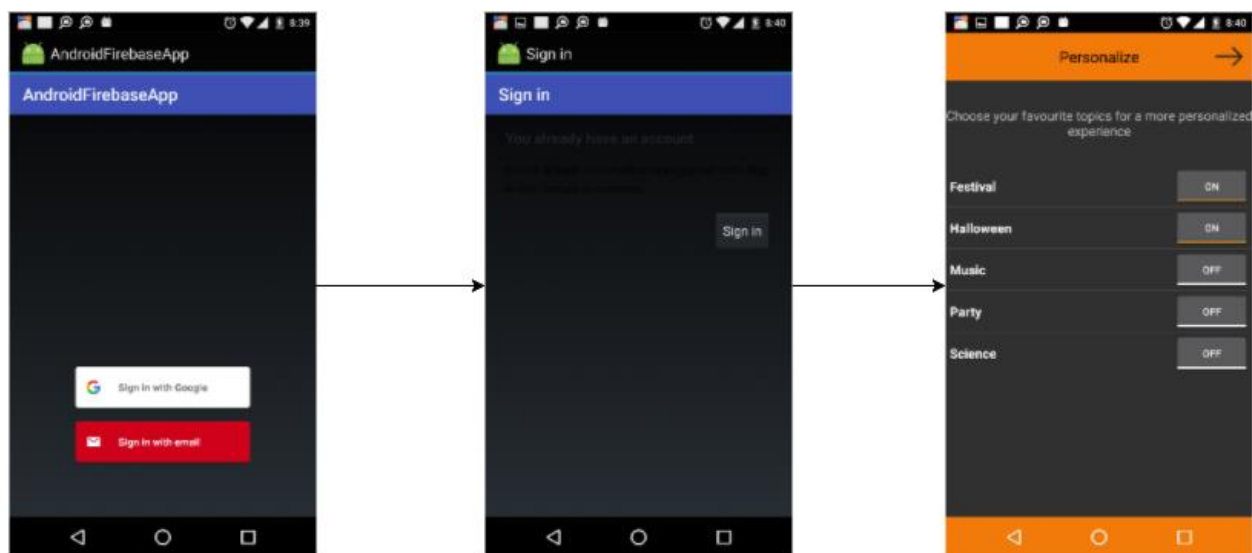 8:39
AndroidFirebaseApp
AndroidFirebaseApp
Sign in with Google
Sign in with email
8:40
Sign in
Sign in
You already have an account
Sign in
8:40
Personalize
Choose your favourite topics for a more personalized
experience
Festival ON
Halloween ON
Music OFF
Party OFF
Science OFF